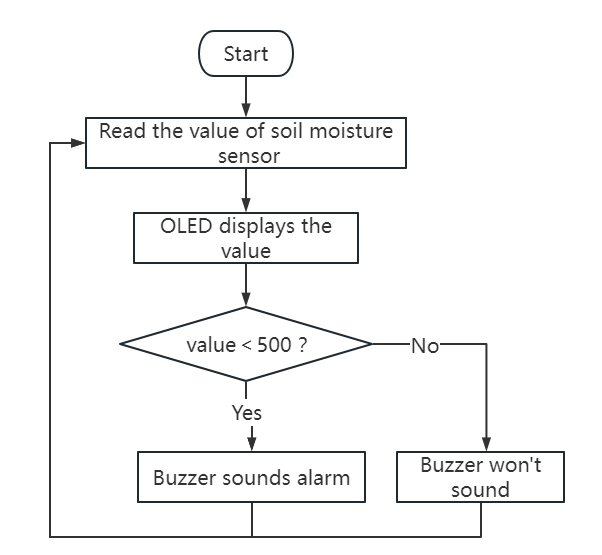 Start
Read the value of soil moisture
sensor
OLED displays the
value
value < 500 ?
No
Yes
Buzzer sounds alarm
Buzzer won't
sound